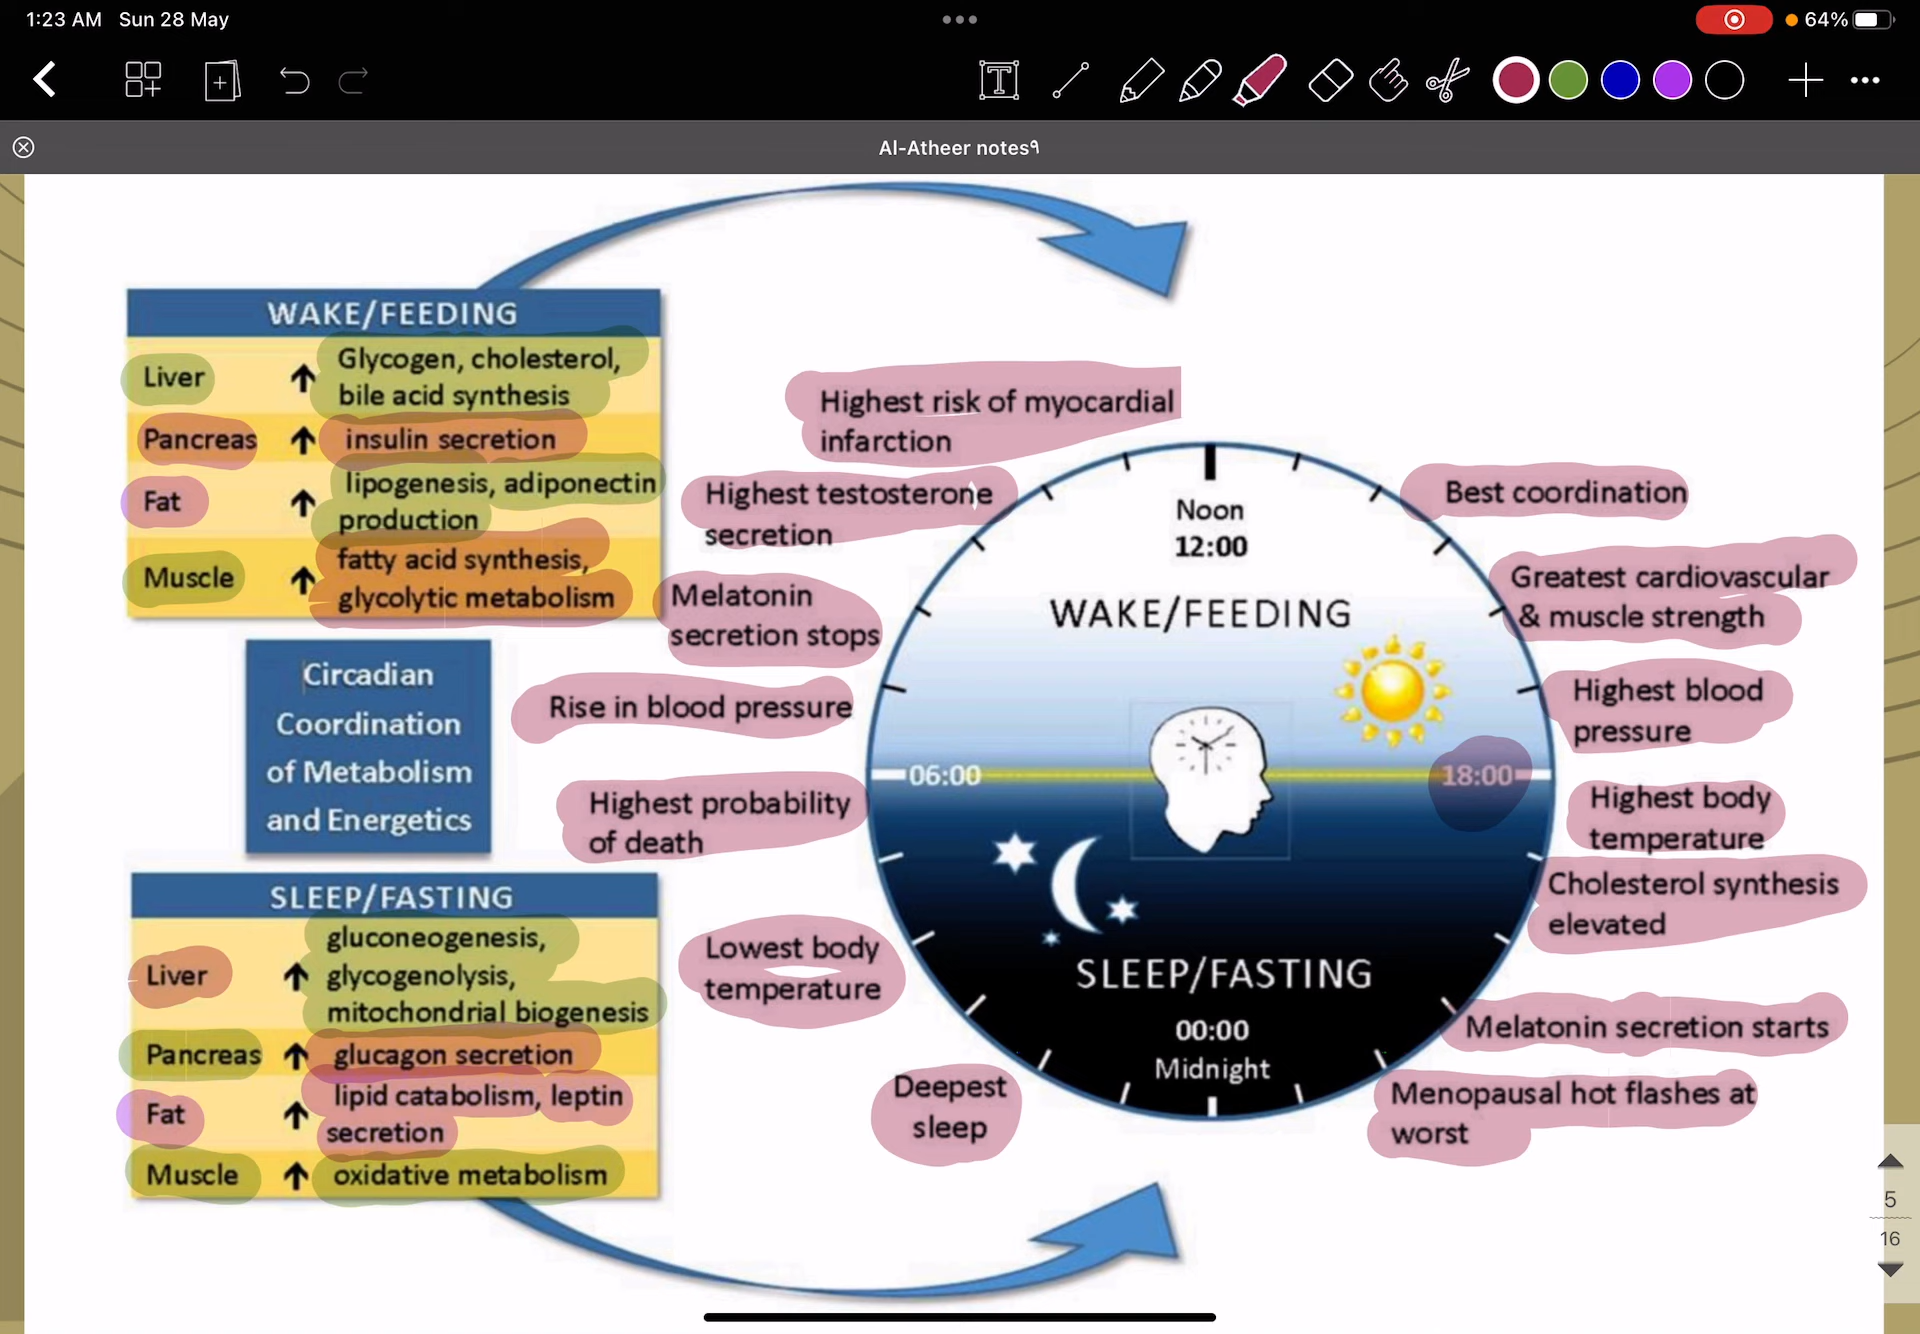 1:23 AM Sun 28 May
64%
T
Al-Atheer notes٩
WAKE/FEEDING
Liver ↑ Glycogen, cholesterol,
bile acid synthesis
Pancreas ↑ insulin secretion
Fat ↑ lipogenesis, adiponectin
production
Muscle ↑ fatty acid synthesis,
glycolytic metabolism
Circadian
Coordination
of Metabolism
and Energetics
SLEEP/FASTING
Liver ↑ gluconeogenesis,
glycogenolysis,
mitochondrial biogenesis
Pancreas ↑ glucagon secretion
Fat ↑ lipid catabolism, leptin
secretion
Muscle ↑ oxidative metabolism
Highest risk of myocardial
infarction
Highest testosterone
secretion
Melatonin
secretion stops
Rise in blood pressure
Highest probability
of death
Lowest body
temperature
Deepest
sleep
Noon
12:00
WAKE/FEEDING
06:00
18:00
SLEEP/FASTING
00:00
Midnight
Best coordination
Greatest cardiovascular
& muscle strength
Highest blood
pressure
Highest body
temperature
Cholesterol synthesis
elevated
Melatonin secretion starts
Menopausal hot flashes at
worst
5
16